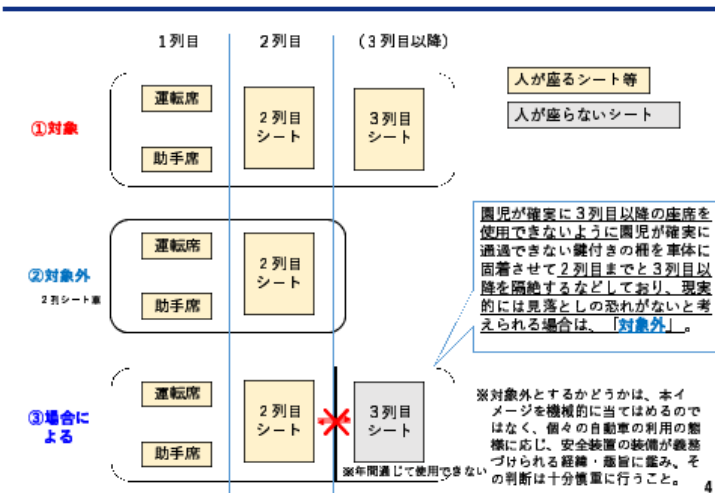 1列目 2列目 (3列目以降)
人が座るシート等
人が座らないシート
①対象
運転席
助手席
2列目
シート
3列目
シート
②対象外
2列シート車
運転席
助手席
2列目
シート
園児が確実に3列目以降の座席を
使用できないように園児が確実に
通過できない鍵付きの柵を車体に
固着させて2列目までと3列目以
降を隔絶するなどしており、現実
的には見落としの恐れがないと考
えられる場合は、「対象外」。
③場合に
よる
運転席
助手席
2列目
シート
3列目
シート
※年間通じて使用できない
※対象外とするかどうかは、本イ
メージを機械的に当てはめるので
はなく、個々の自動車の利用の態
様に応じ、安全装置の装備が義務
づけられる経緯・趣旨に鑑み、そ
の判断は十分慎重に行うこと。
4